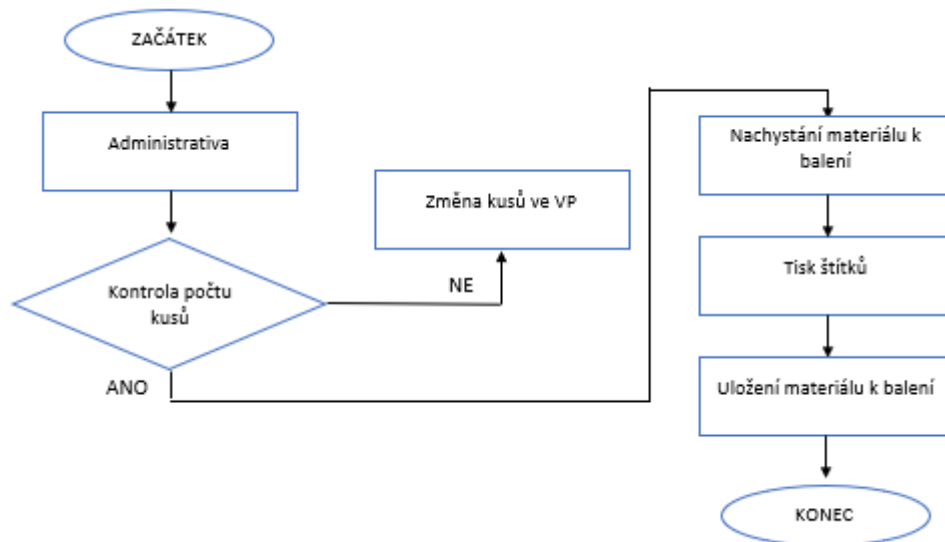 ZAČÁTEK
Administrativa
Kontrola počtu
kusů
NE
Změna kusů ve VP
ANO
Nachystání materiálu k
balení
Tisk štítků
Uložení materiálu k balení
KONEC